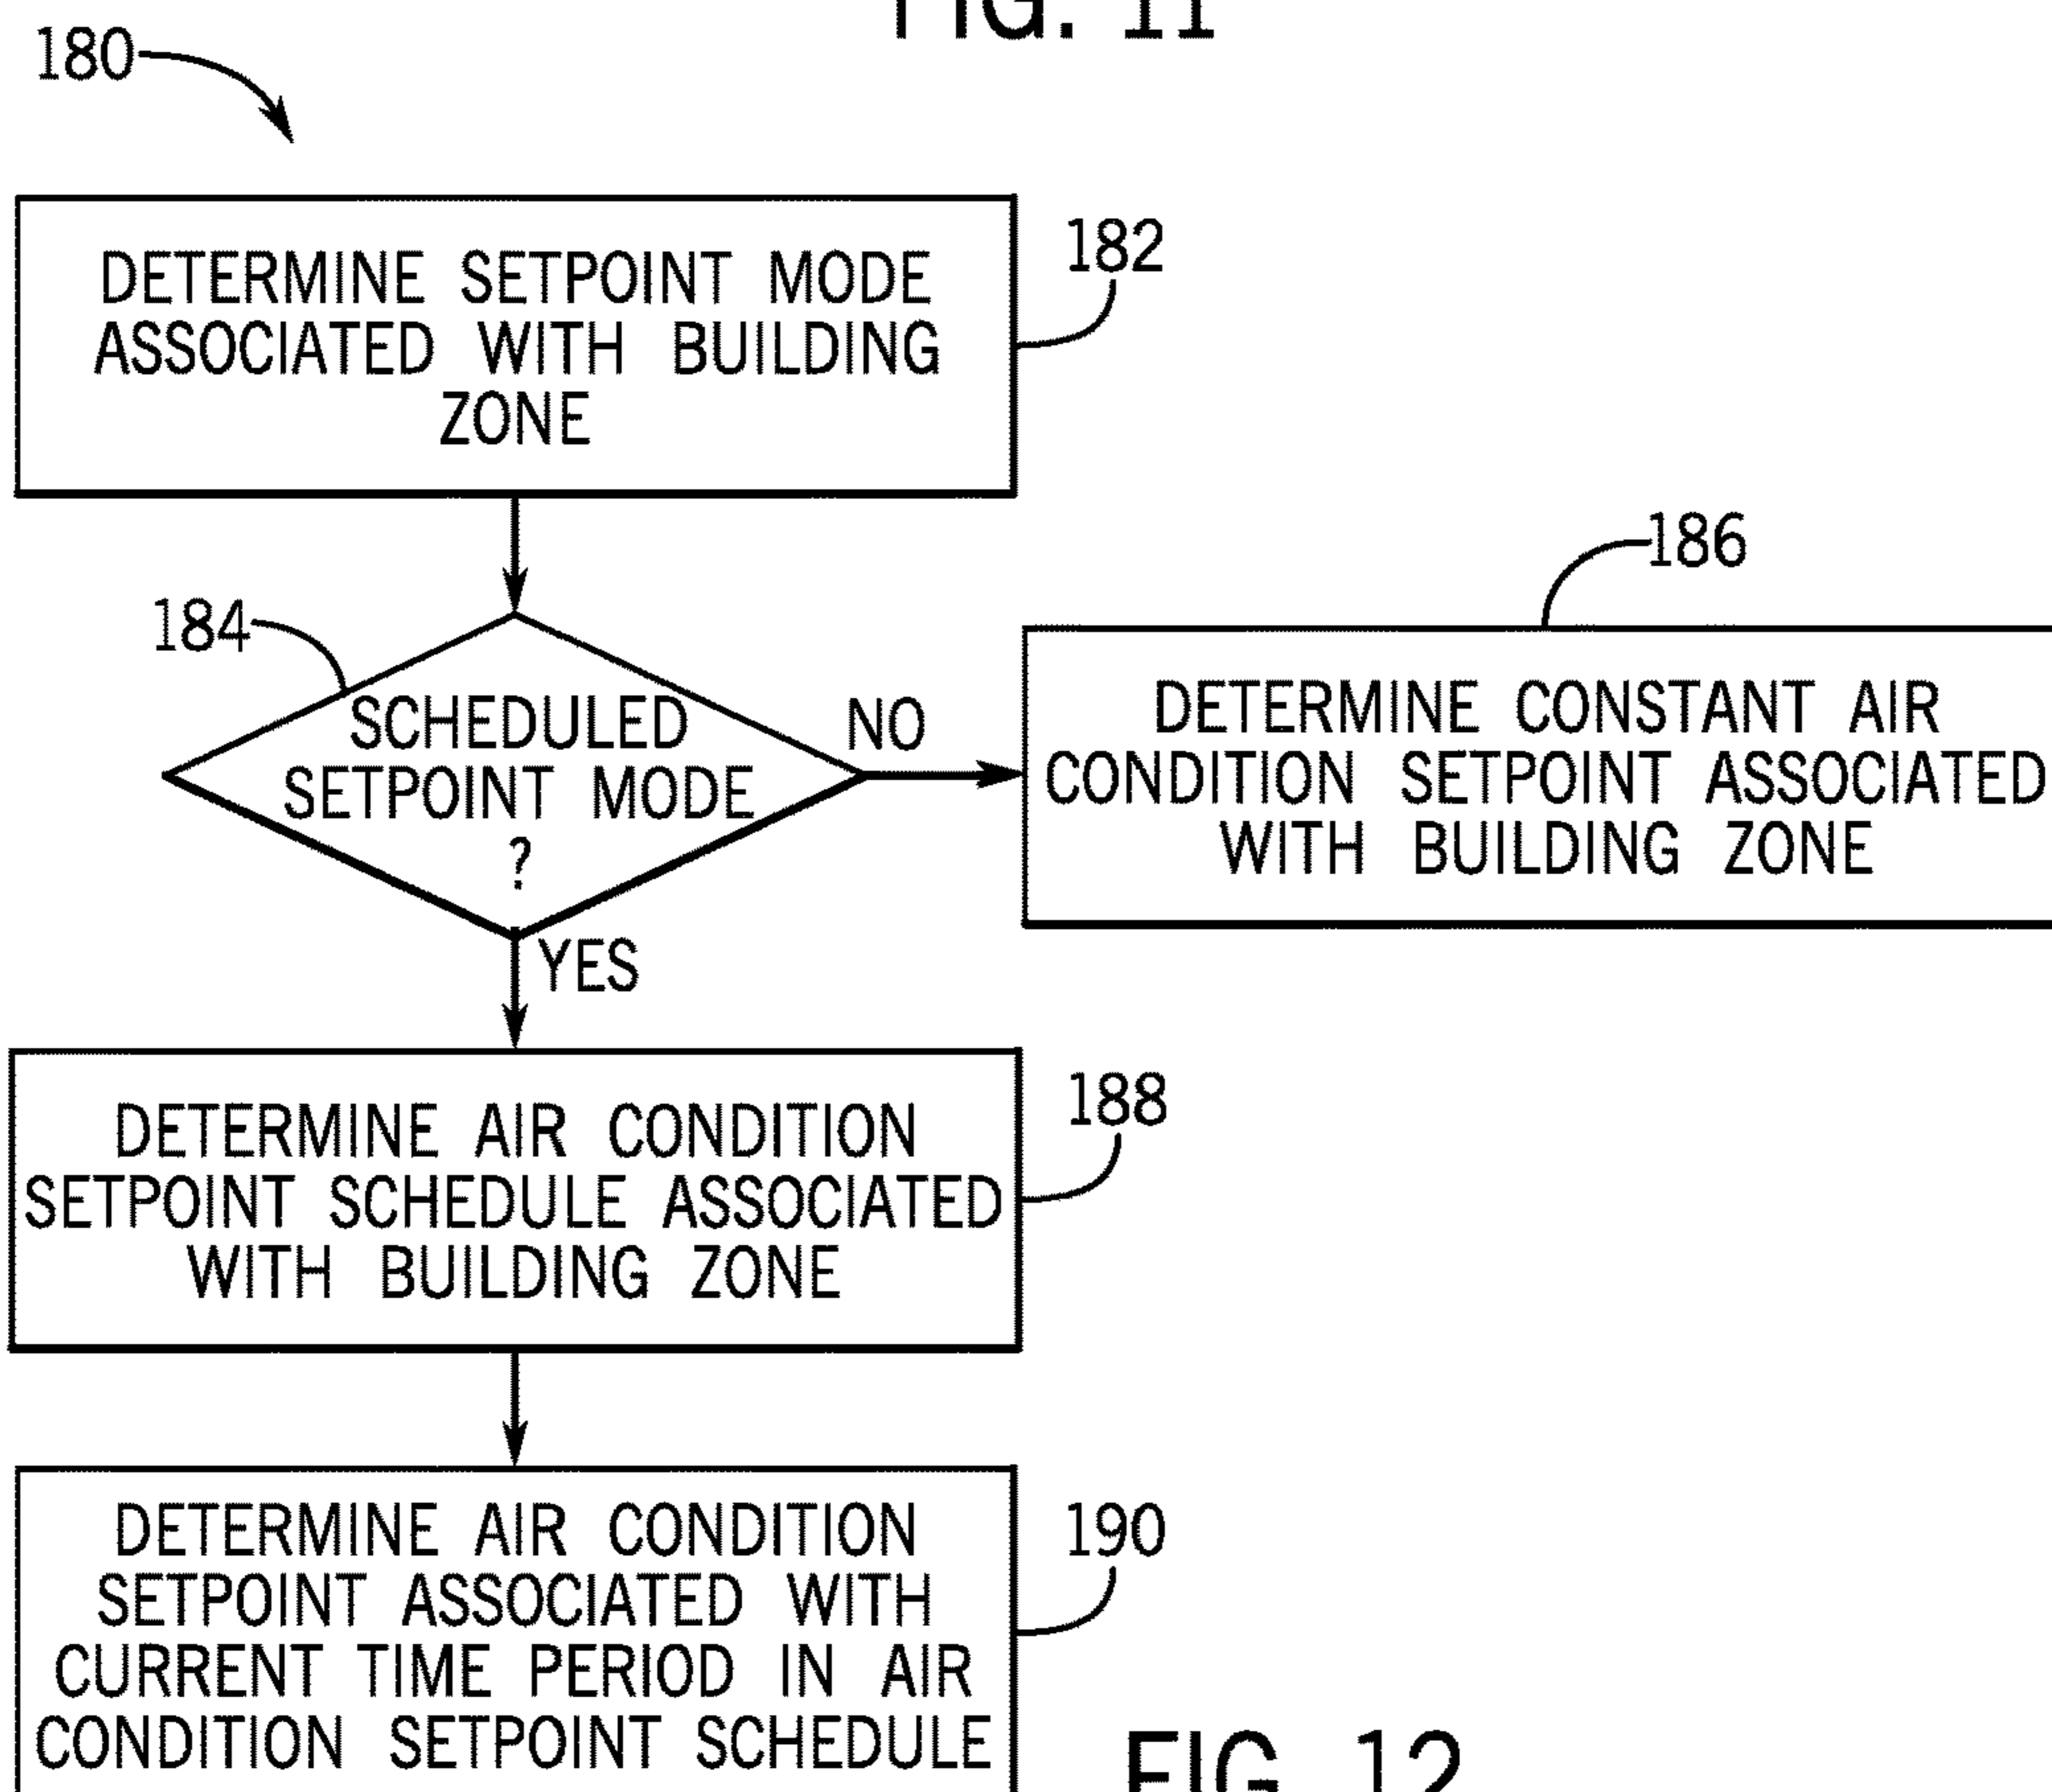 FIG. 11
180
DETERMINE SETPOINT MODE
ASSOCIATED WITH BUILDING
ZONE
182
184
SCHEDULED
SETPOINT MODE
?
NO
186
DETERMINE CONSTANT AIR
CONDITION SETPOINT ASSOCIATED
WITH BUILDING ZONE
YES
DETERMINE AIR CONDITION
SETPOINT SCHEDULE ASSOCIATED
WITH BUILDING ZONE
188
DETERMINE AIR CONDITION
SETPOINT ASSOCIATED WITH
CURRENT TIME PERIOD IN AIR
CONDITION SETPOINT SCHEDULE
190
FIG. 12